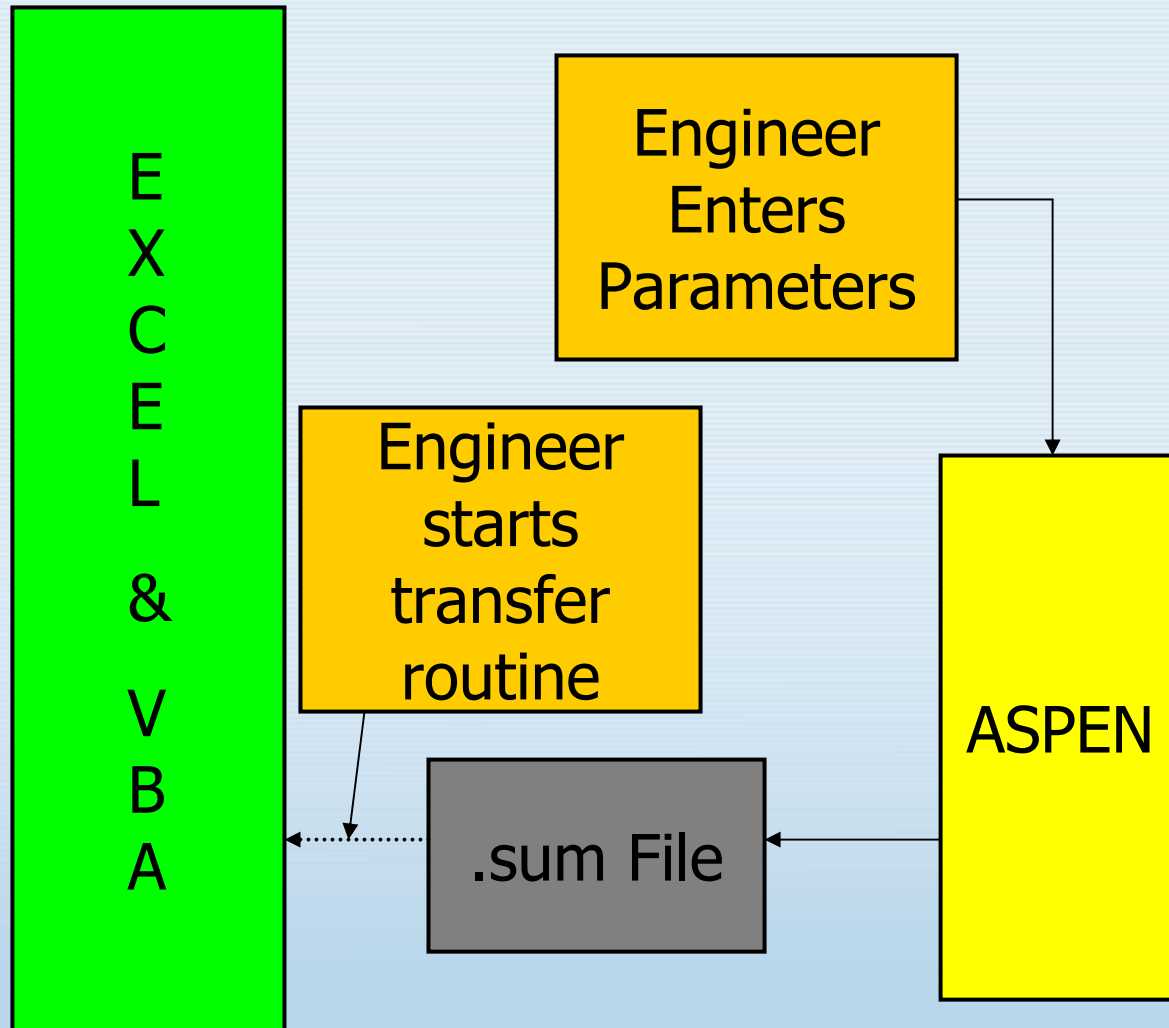 E
X
C
E
L
&
V
B
A
Engineer
Enters
Parameters
Engineer
starts
transfer
routine
ASPEN
.sum File